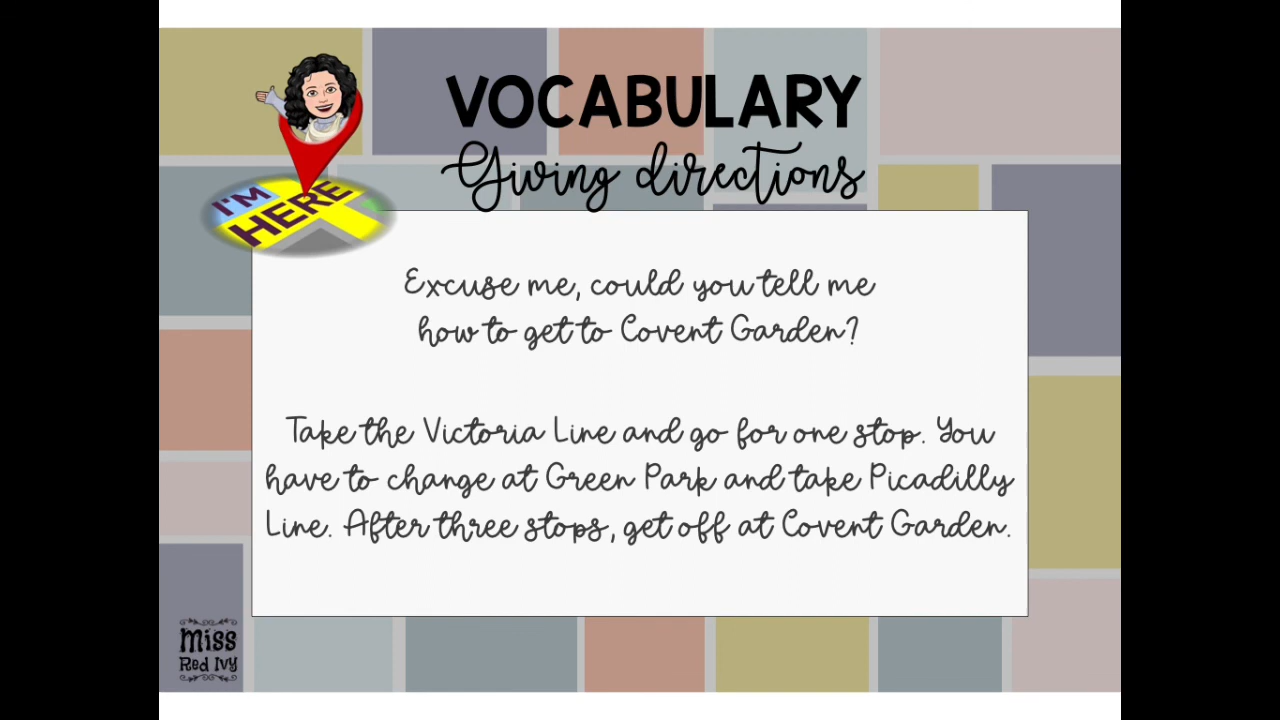 VOCABULARY
Giving directions
I'M
HERE
Excuse me, could you tell me
how to get to Covent Garden?
Take the Victoria Line and go for one stop. You
have to change at Green Park and take Picadilly
Line. After three stops, get off at Covent Garden.
Miss
Red Ivy